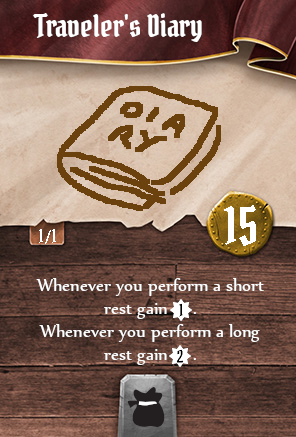 Traveler's Diary
DIA
RY
1/1
15
Whenever you perform a short
rest gain 1.
Whenever you perform a long
rest gain 2.